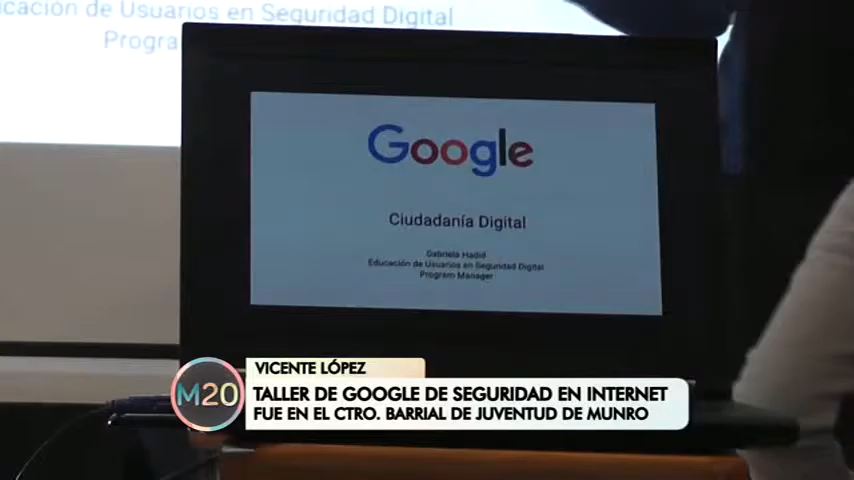 cación de Usuarios en Seguridad Digital
Progra
Google
Ciudadanía Digital
Gabriela Hadid
Educación de Usuarios en Seguridad Digital
Program Manager
VICENTE LÓPEZ
M20
TALLER DE GOOGLE DE SEGURIDAD EN INTERNET
FUE EN EL CTRO. BARRIAL DE JUVENTUD DE MUNRO